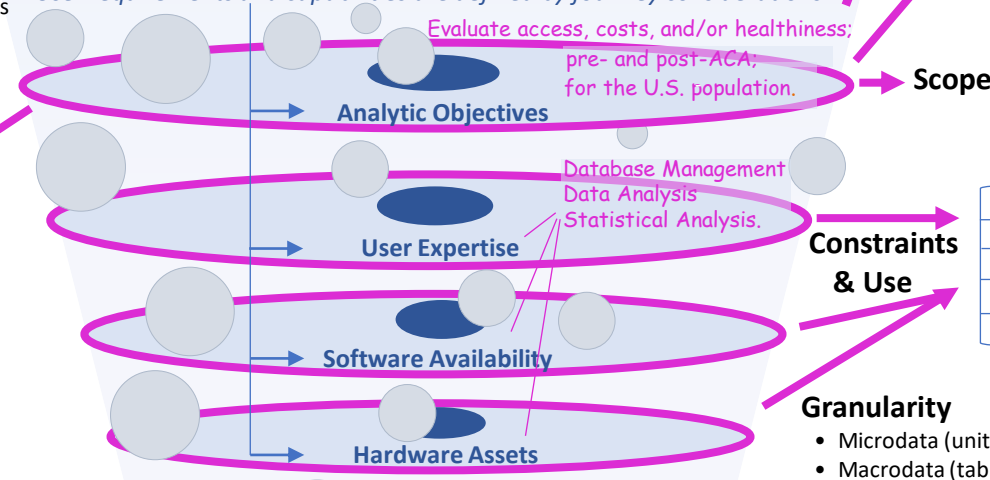 s
Evaluate access, costs, and/or healthiness;
pre- and post-ACA;
for the U.S. population.
Scope
Analytic Objectives
Database Management
Data Analysis
Statistical Analysis.
User Expertise
Constraints
& Use
Software Availability
Granularity
• Microdata (unit
Hardware Assets
• Macrodata (tab